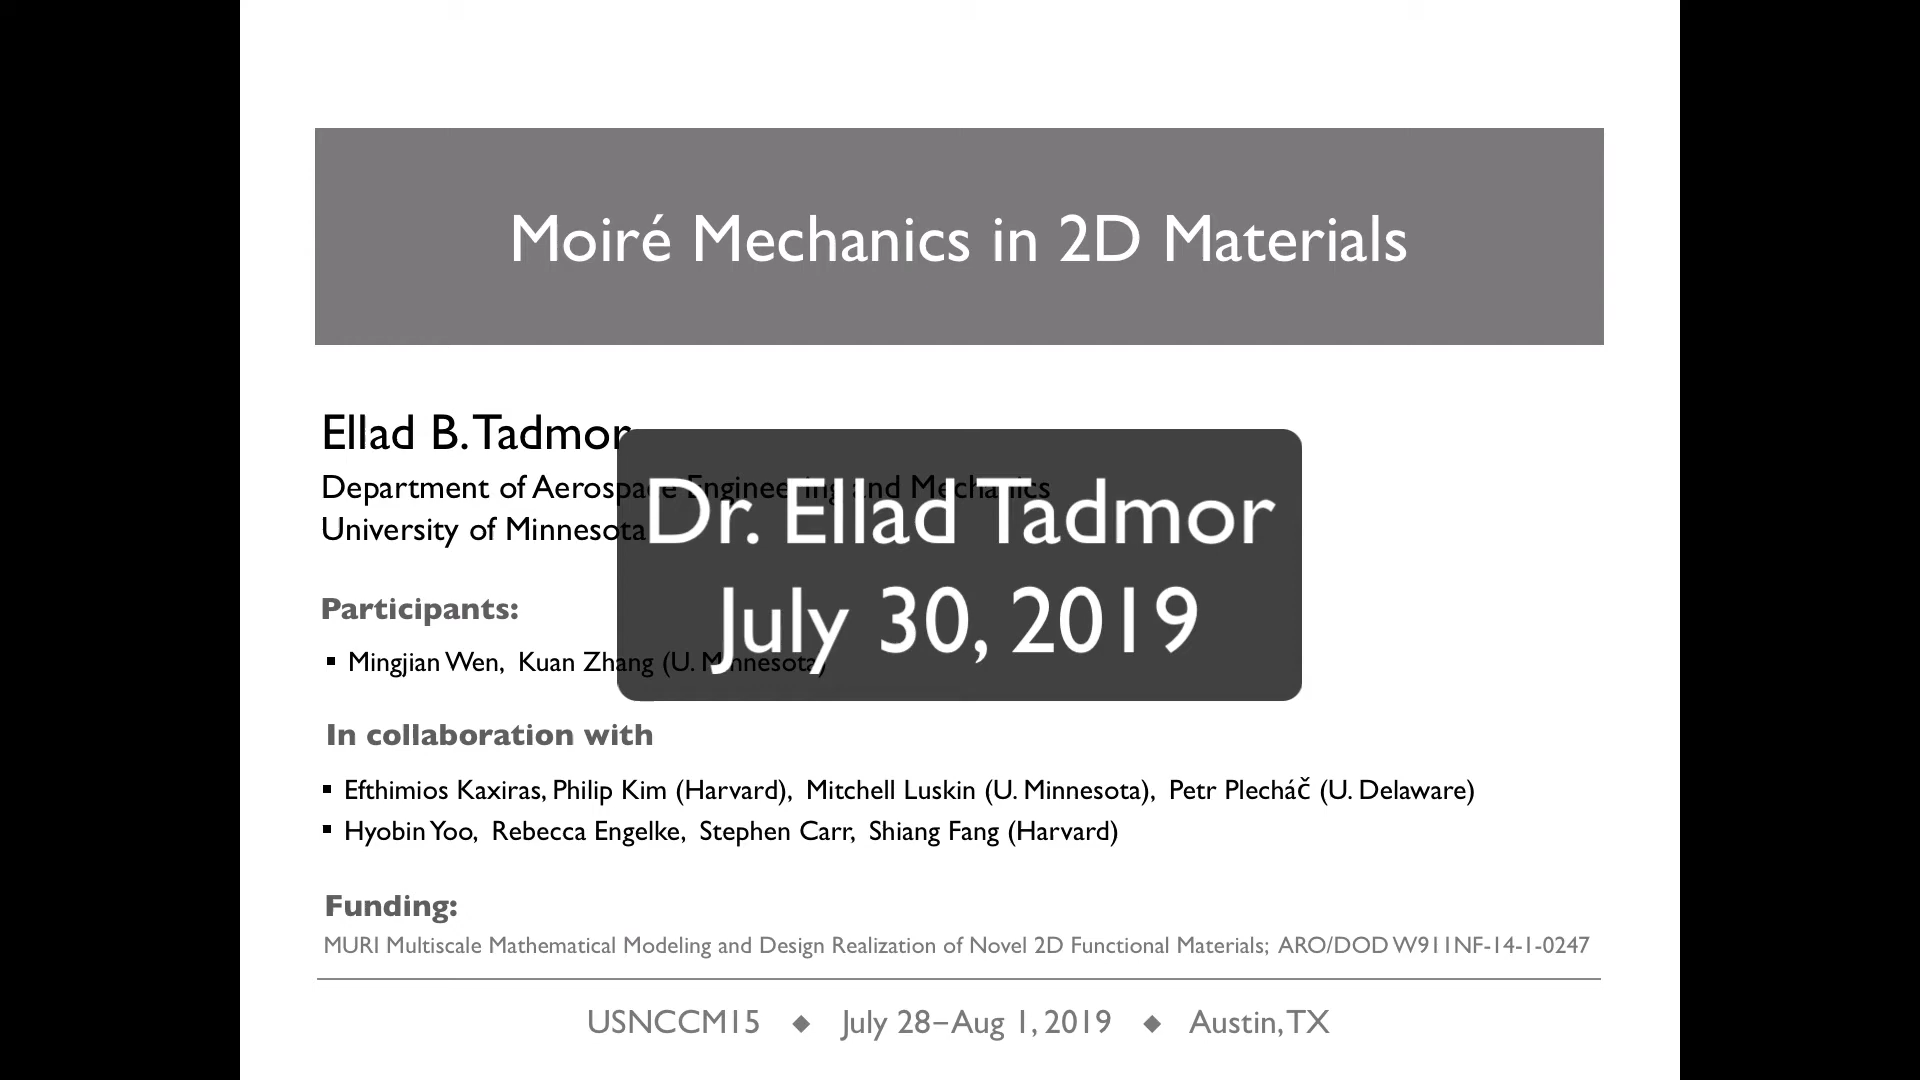 Moiré Mechanics in 2D Materials
Ellad B. Tadmor
Department of Aerospace Engineering and Mechanics
University of Minnesota
Dr. Ellad Tadmor
July 30, 2019
Participants:
▪ Mingjian Wen, Kuan Zhang (U. Minnesota)
In collaboration with
▪ Efthimios Kaxiras, Philip Kim (Harvard), Mitchell Luskin (U. Minnesota), Petr Plecháč (U. Delaware)
▪ Hyobin Yoo, Rebecca Engelke, Stephen Carr, Shiang Fang (Harvard)
Funding:
MURI Multiscale Mathematical Modeling and Design Realization of Novel 2D Functional Materials; ARO/DOD W911NF-14-1-0247
USNCCM15 ◆ July 28–Aug 1, 2019 ◆ Austin, TX